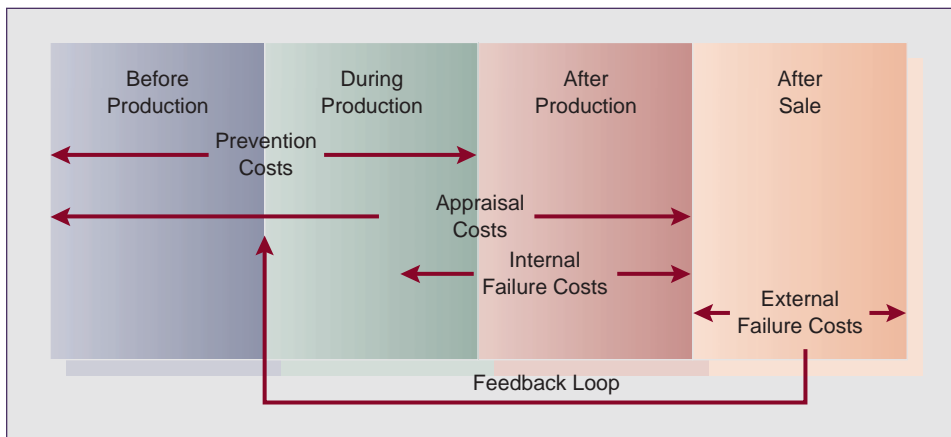 Before
Production
During
Production
After
Production
After
Sale
Prevention
Costs
Appraisal
Costs
Internal
Failure Costs
External
Failure Costs
Feedback Loop